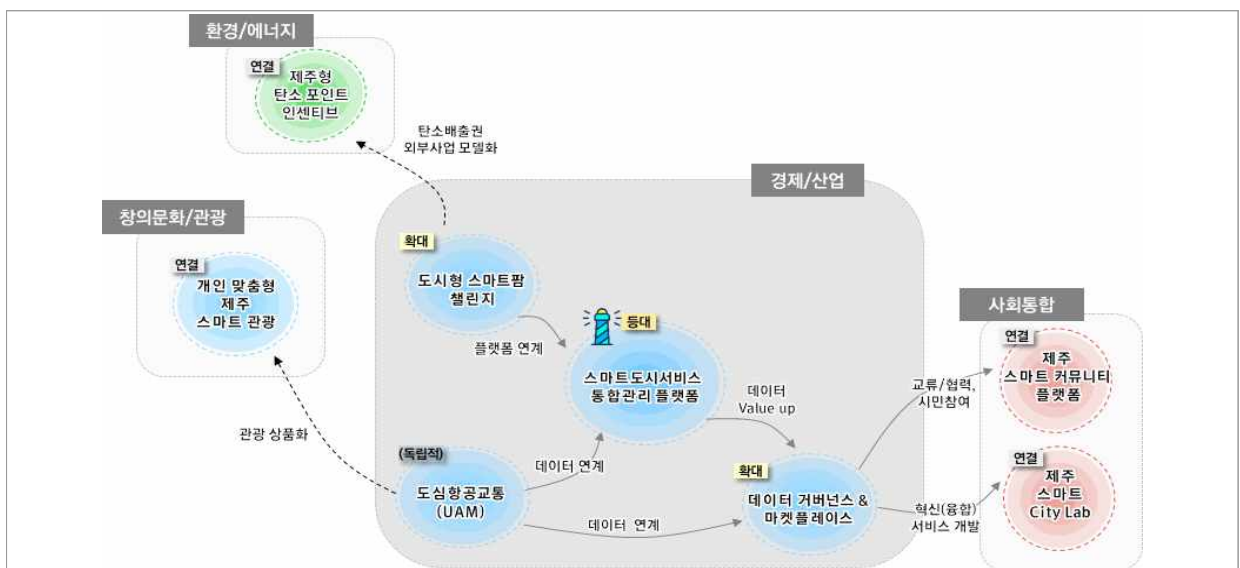 환경/에너지
연결
제주형
탄소 포인트
인센티브
탄소배출권
외부사업 모델화
경제/산업
창의문화/관광
연결
개인 맞춤형
제주
스마트 관광
확대
도시형 스마트팜
챌린지
플랫폼 연계
등대
스마트도시서비스
통합관리 플랫폼
사회통합
연결
제주
스마트 커뮤니티
플랫폼
교류/협력,
시민참여
데이터
Value up
관광 상품화
(독립적)
도심항공교통
(UAM)
데이터 연계
데이터 연계
확대
데이터 거버넌스 &
마켓플레이스
혁신(융합)
서비스 개발
연결
제주
스마트
City Lab